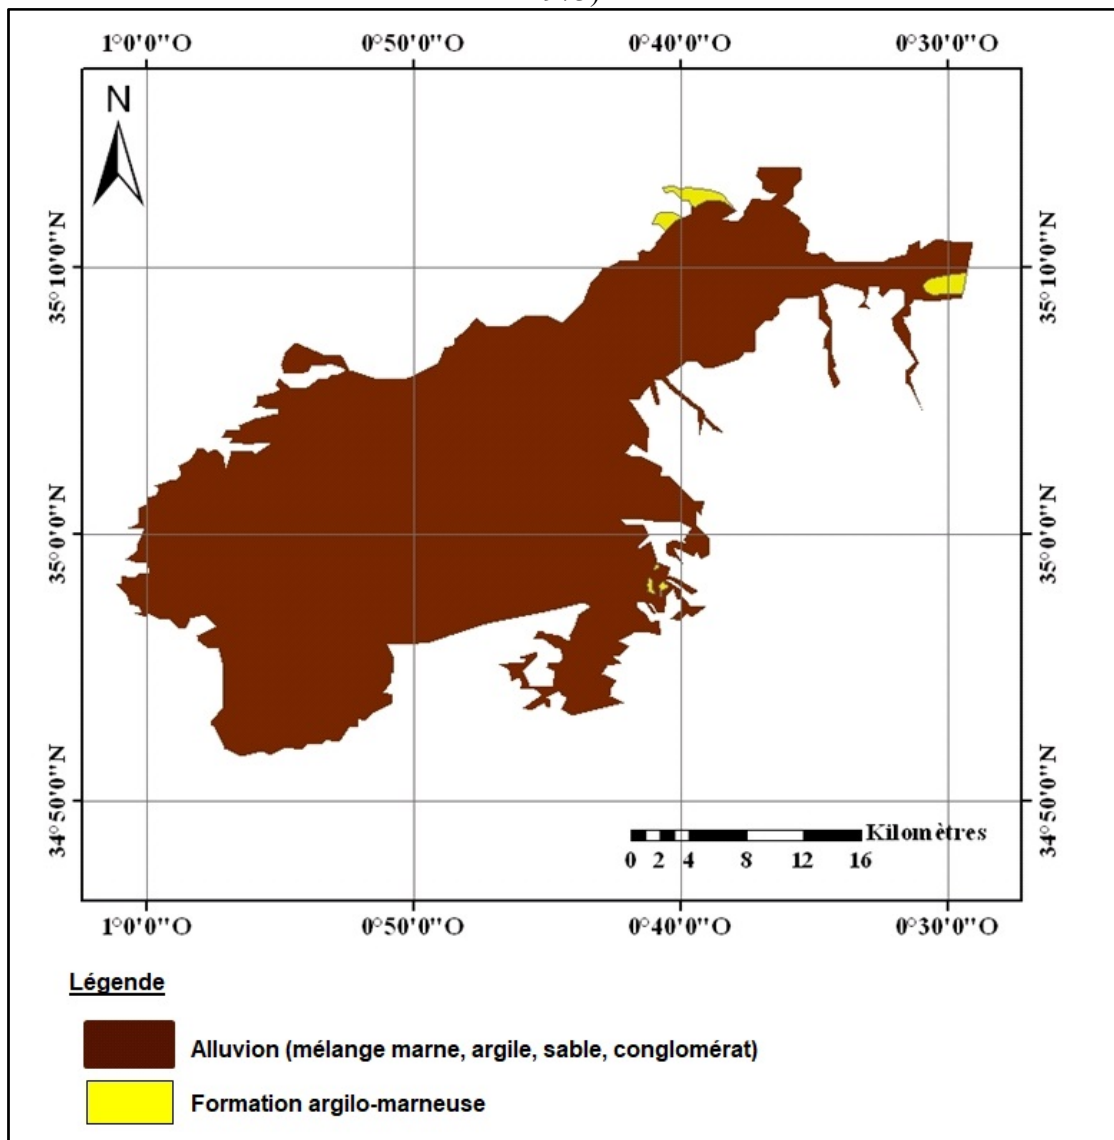 1°0'0"O 0°50'0"O 0°40'0"O 0°30'0"O
N
35°10'0"N 35°10'0"N
35°0'0"N 35°0'0"N
34°50'0"N 34°50'0"N
Kilomètres
0 2 4 8 12 16
1°0'0"O 0°50'0"O 0°40'0"O 0°30'0"O
Légende
Alluvion (mélange marne, argile, sable, conglomérat)
Formation argilo-marneuse